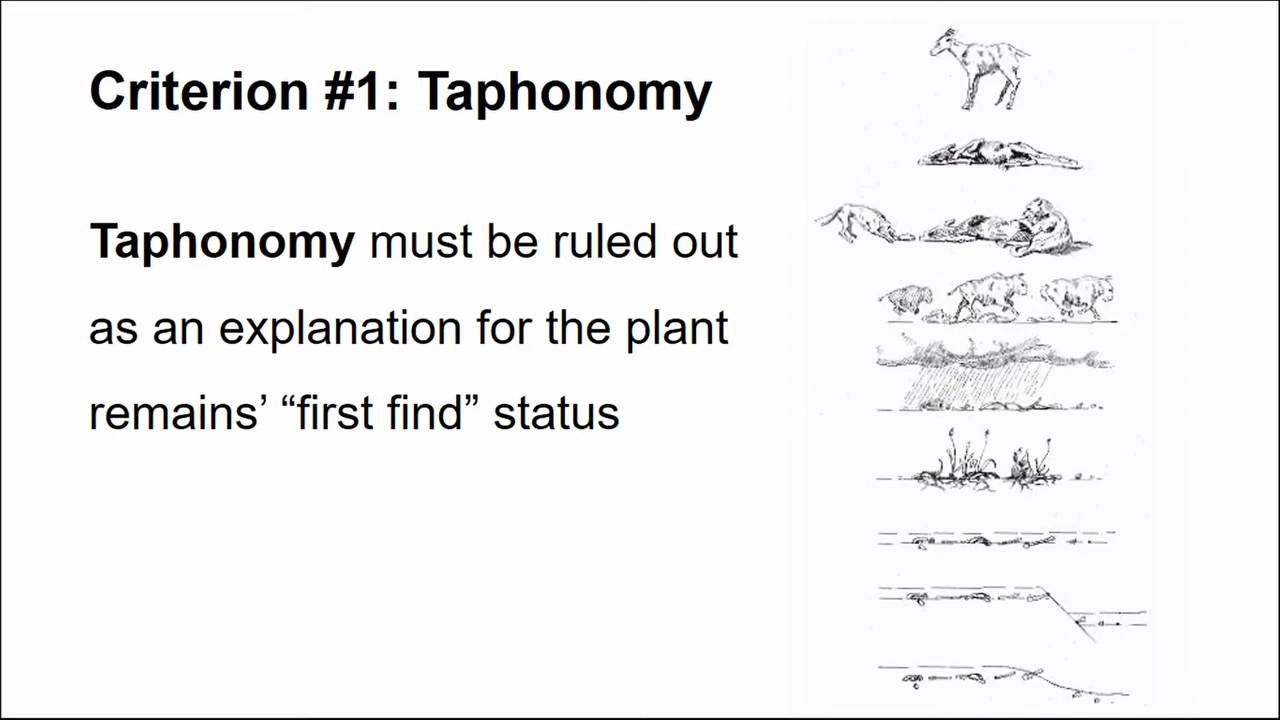 Criterion #1: Taphonomy
Taphonomy must be ruled out
as an explanation for the plant
remains’ “first find” status